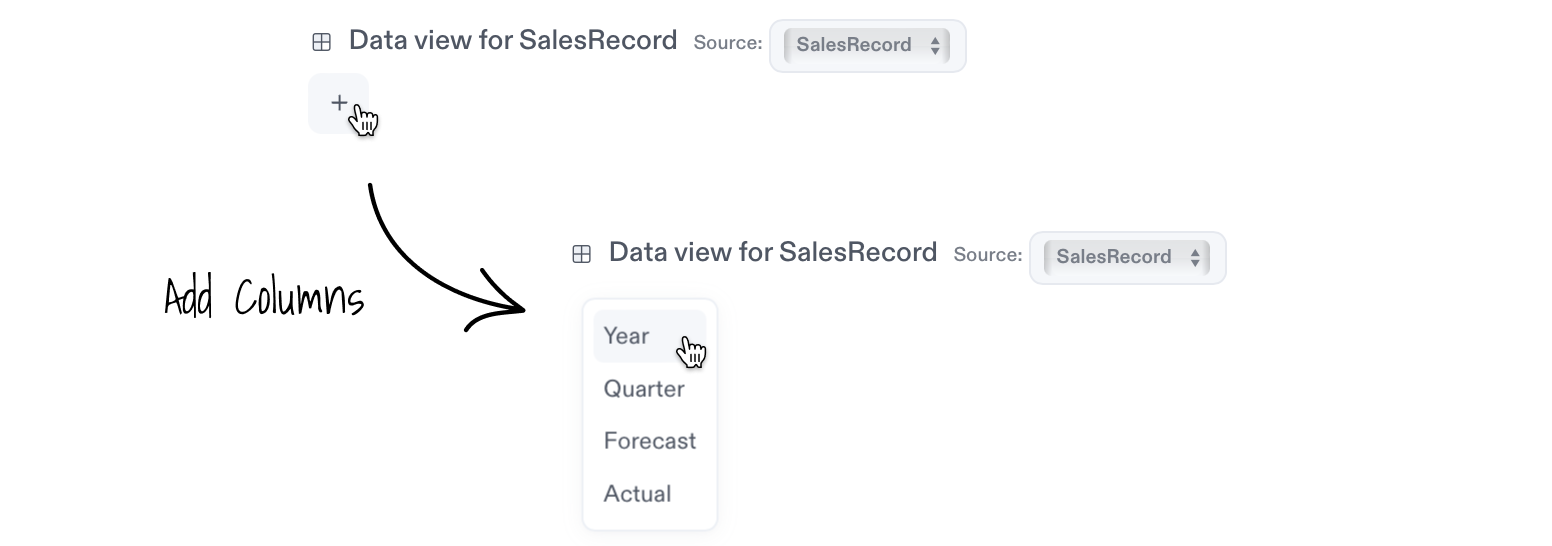 Data view for SalesRecord Source: SalesRecord
+
Add Columns
Data view for SalesRecord Source: SalesRecord
Year
Quarter
Forecast
Actual